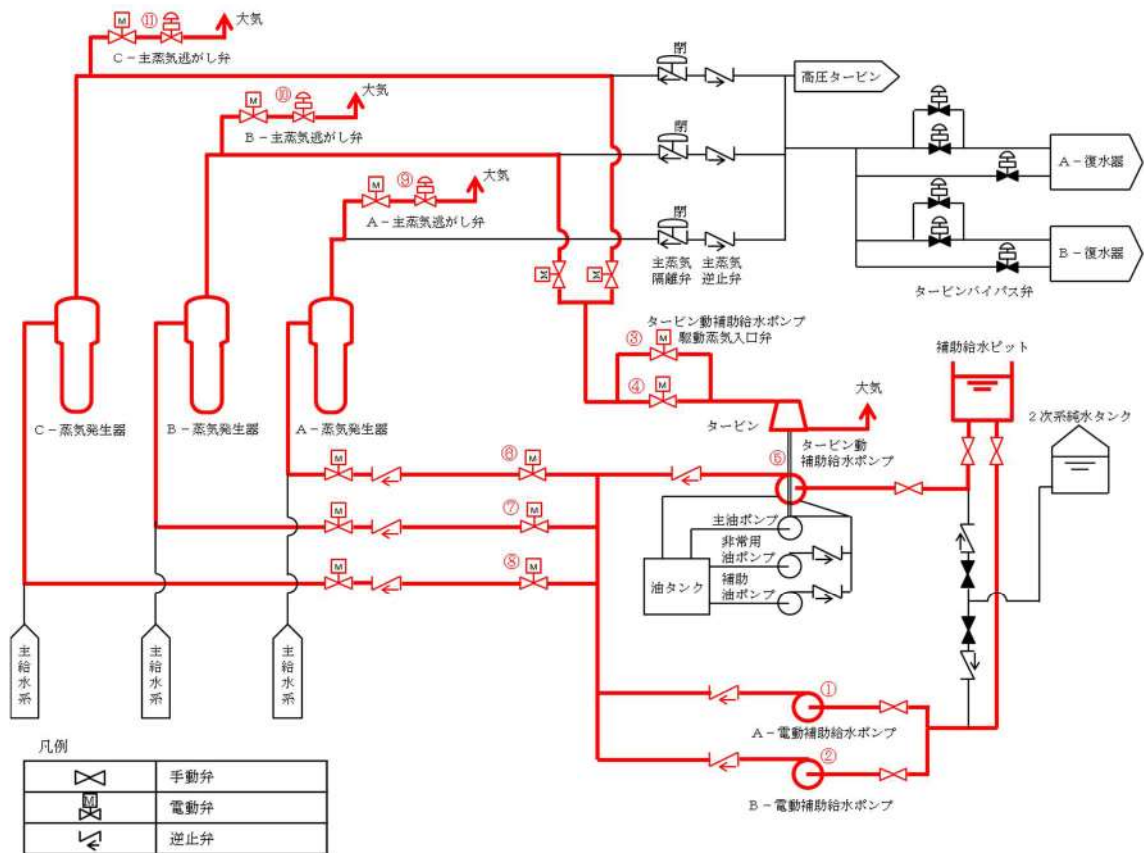 M
⑪
大気
C-主蒸気逃がし弁
閉
高圧タービン
M
⑩
大気
B-主蒸気逃がし弁
閉
A-復水器
M
⑨
大気
A-主蒸気逃がし弁
閉
主蒸気
隔離弁
主蒸気
逆止弁
B-復水器
タービンバイパス弁
M
M
タービン動補助給水ポンプ
駆動蒸気入口弁
③
M
④
M
補助給水ピット
大気
タービン
2次系純水タンク
C-蒸気発生器
B-蒸気発生器
A-蒸気発生器
タービン動
補助給水ポンプ
⑤
M
⑥
M
M
⑦
M
M
⑧
M
主油ポンプ
非常用
油ポンプ
補助
油ポンプ
油タンク
主給水系
主給水系
主給水系
①
A-電動補助給水ポンプ
②
B-電動補助給水ポンプ
凡例
手動弁
M
電動弁
逆止弁